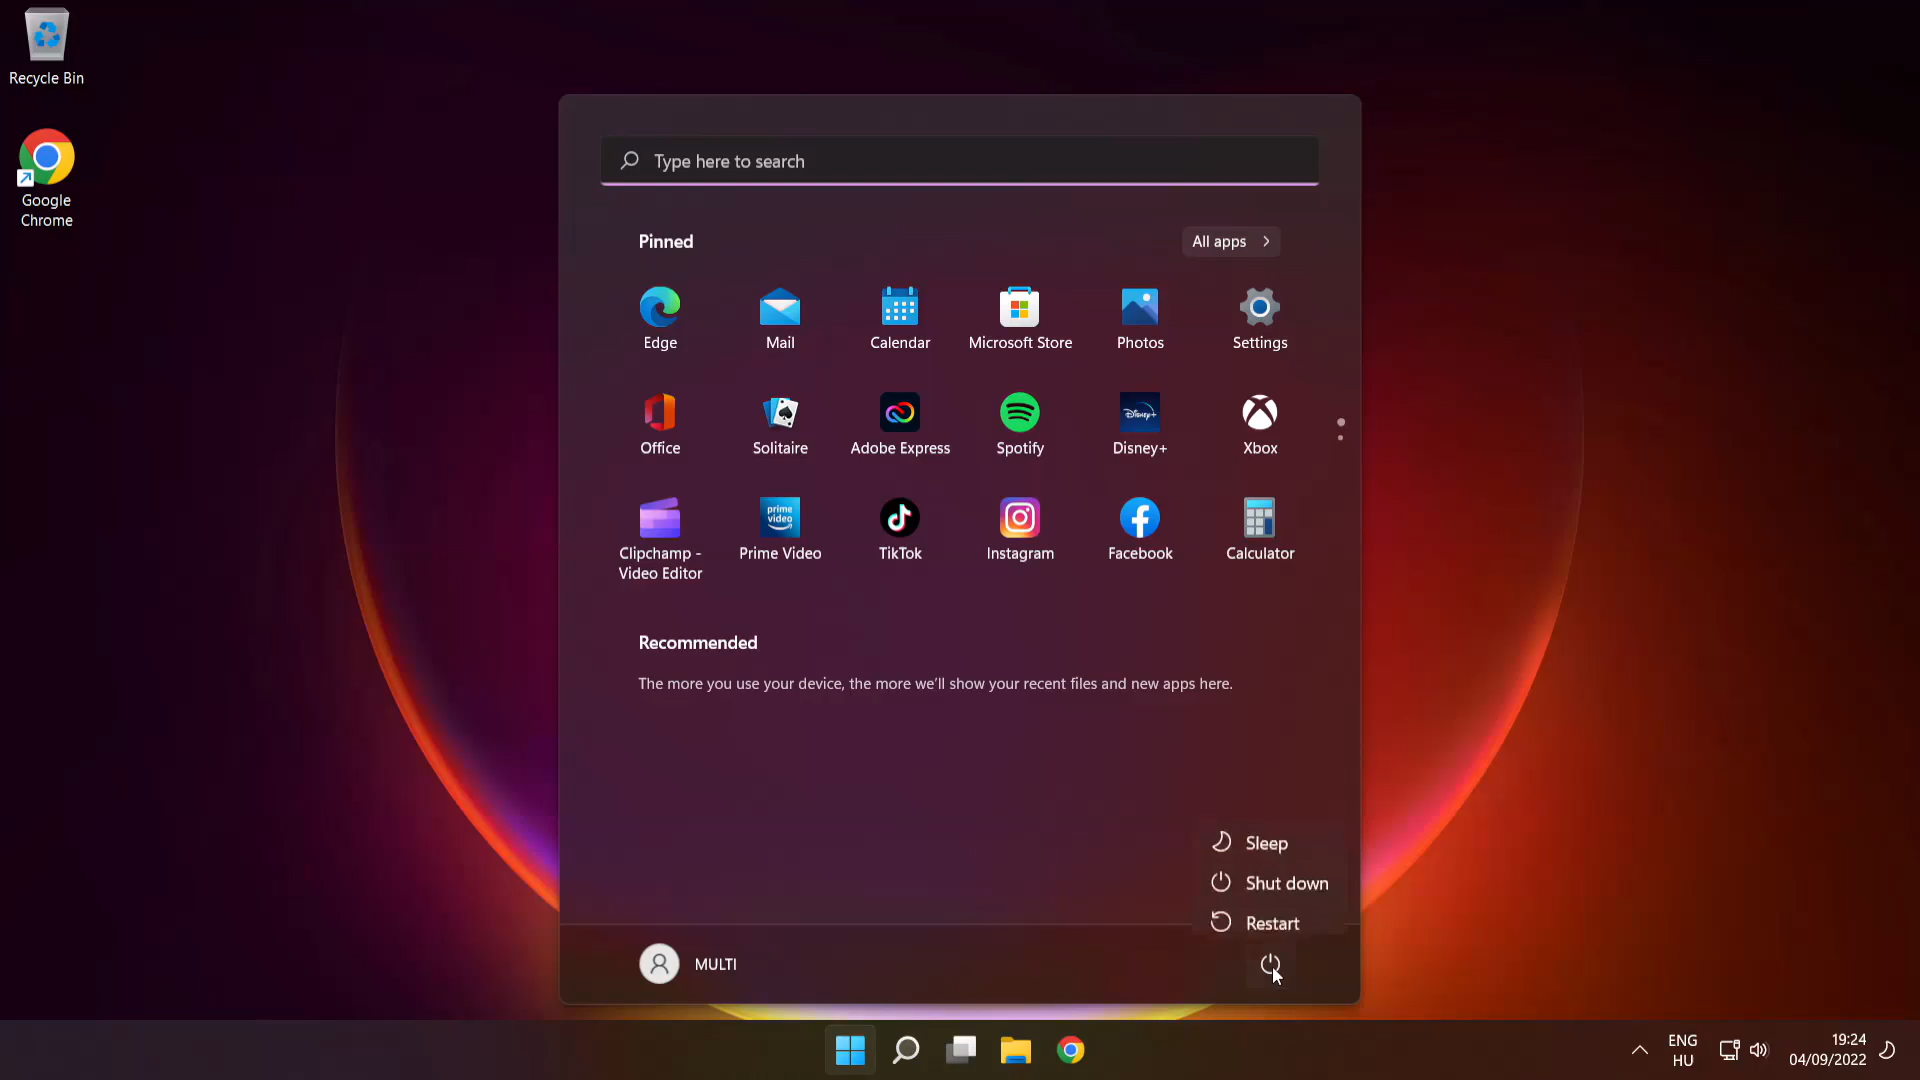 Recycle Bin
Google
Chrome
Type here to search
Pinned
All apps
Edge
Mail
Calendar
Microsoft Store
Photos
Settings
Office
Solitaire
Adobe Express
Disney+
Spotify
Disney+
Xbox
prime
video
Clipchamp -
Video Editor
Prime Video
TikTok
Instagram
Facebook
Calculator
Recommended
The more you use your device, the more we'll show your recent files and new apps here.
Sleep
Shut down
Restart
MULTI
ENG
HU
19:24
04/09/2022